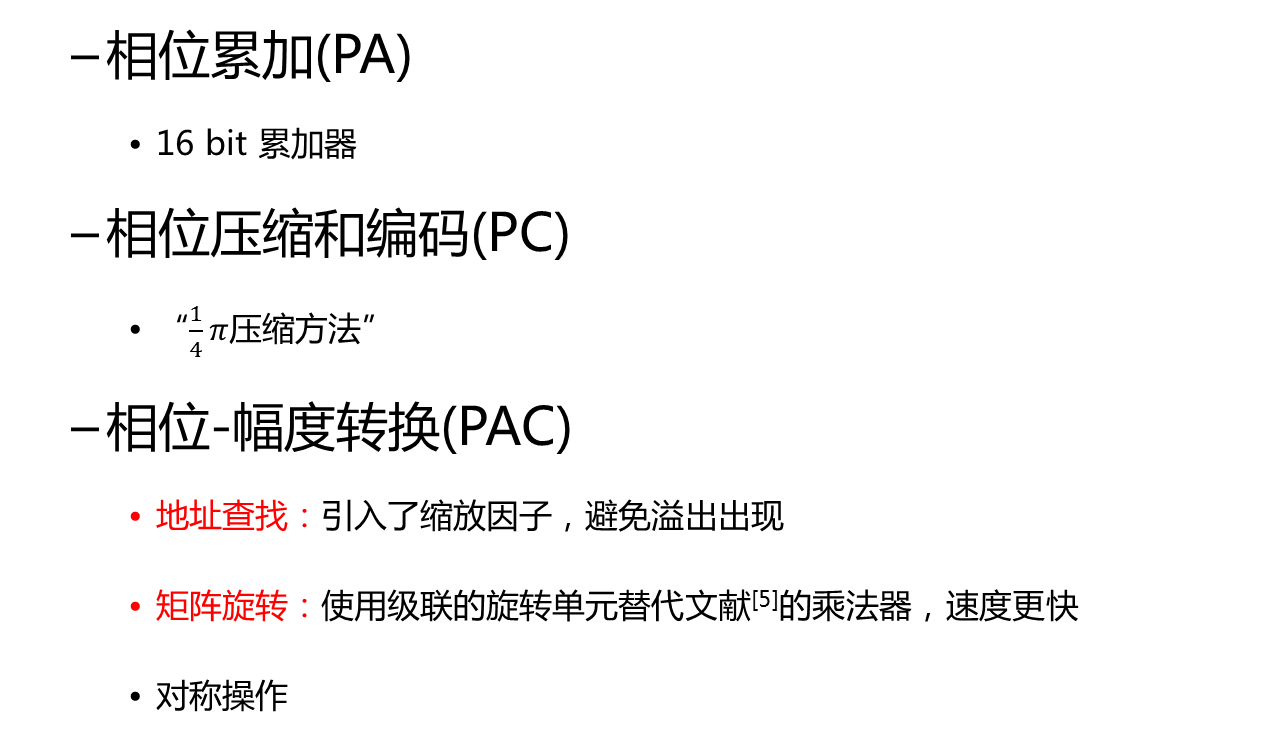 –相位累加(PA)
• 16 bit 累加器
–相位压缩和编码(PC)
• “1/4 π压缩方法”
–相位-幅度转换(PAC)
• 地址查找：引入了缩放因子，避免溢出出现
• 矩阵旋转：使用级联的旋转单元替代文献[5]的乘法器，速度更快
• 对称操作